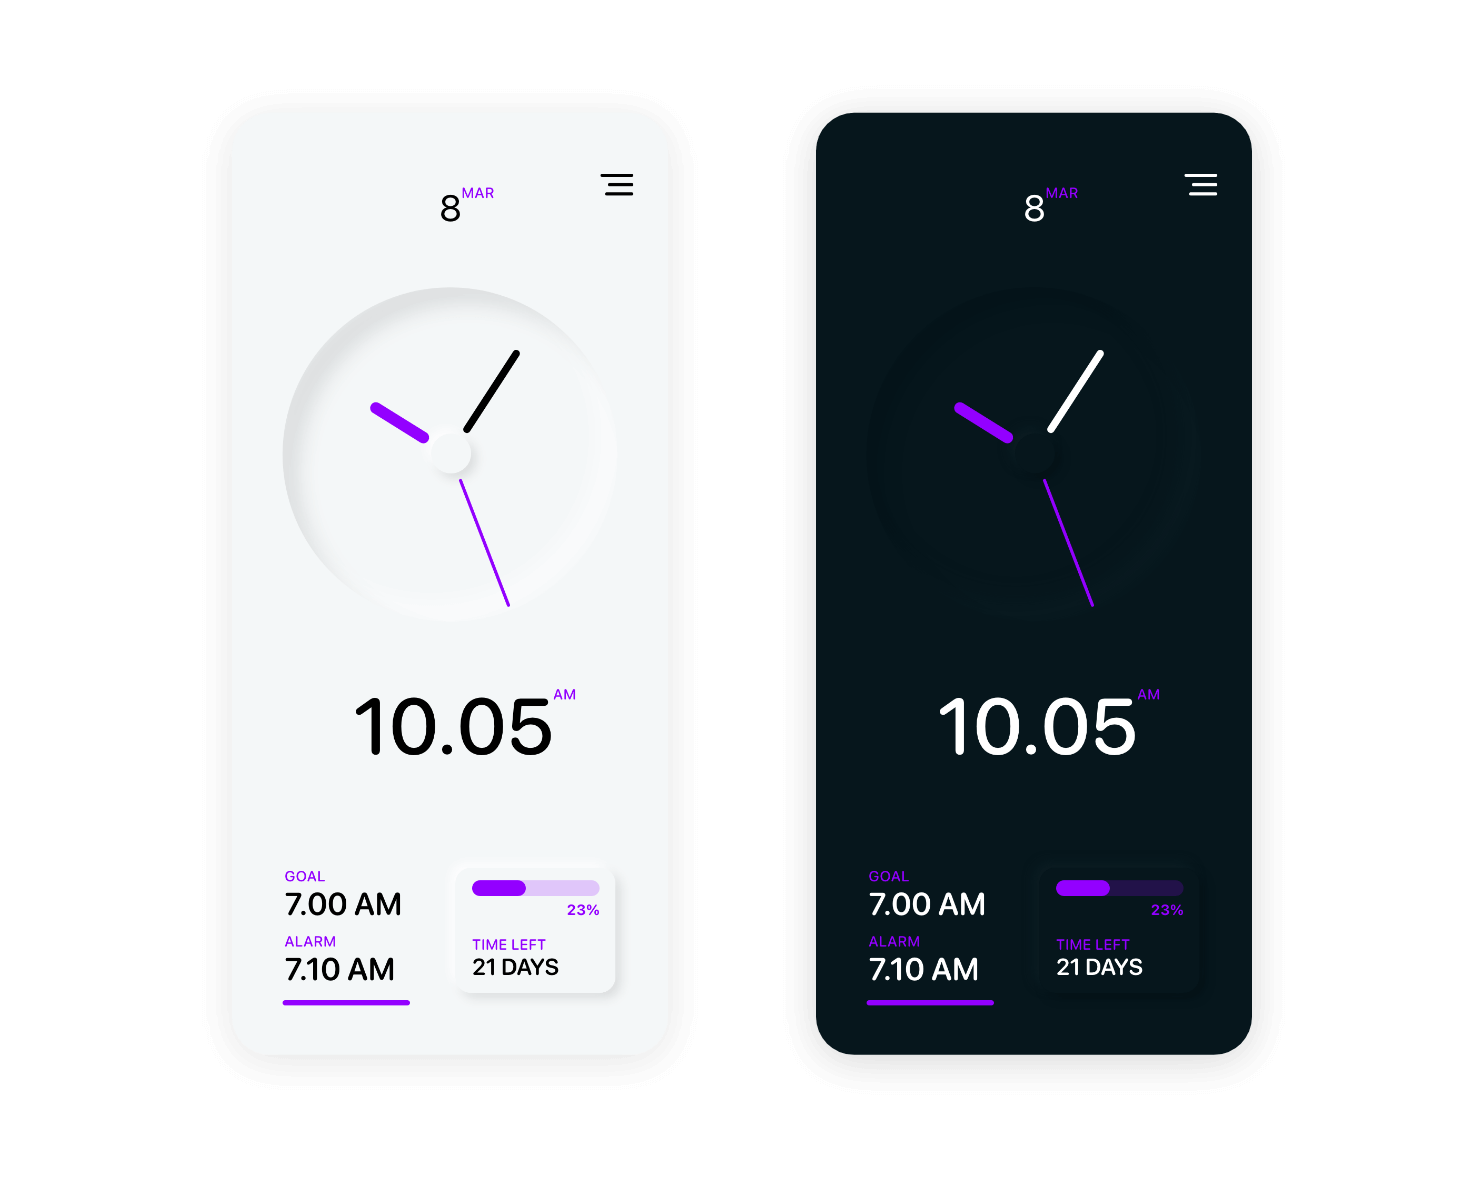 8 MAR
10.05 AM
GOAL
7.00 AM
ALARM
7.10 AM
23%
TIME LEFT
21 DAYS
8 MAR
10.05 AM
GOAL
7.00 AM
ALARM
7.10 AM
23%
TIME LEFT
21 DAYS